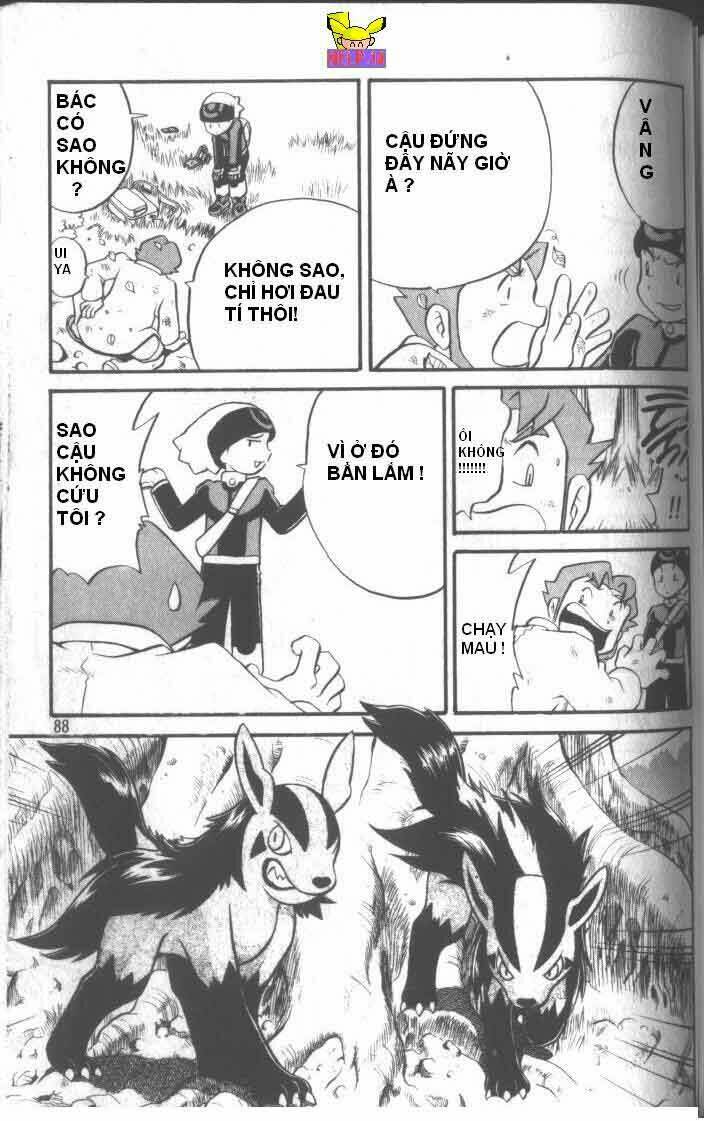 BÁC
CÓ
SAO
KHÔNG
?
UI
YA
KHÔNG SAO,
CHỈ HƠI ĐAU
TÍ THÔI!
CẬU ĐỨNG
ĐÂY NÃY GIỜ
À ?
V
Â
N
G
SAO
CẬU
KHÔNG
CỨU
TÔI ?
VÌ Ở ĐÓ
BẨN LẮM !
ÔI
KHÔNG
!!!!!!!
!!
CHẠY
MAU !
88